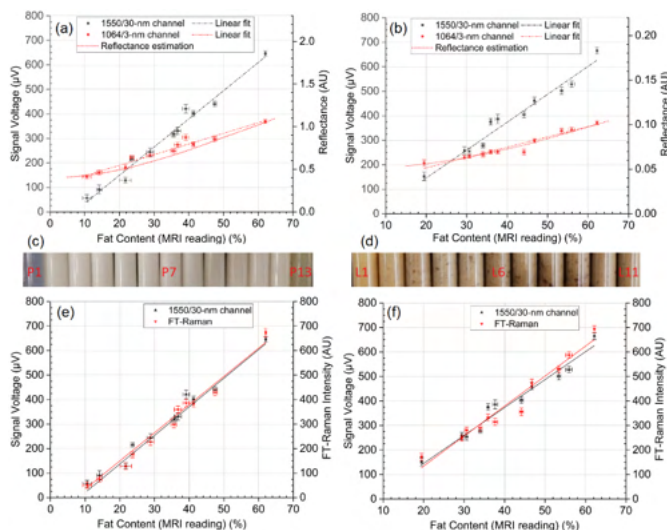 (a)
1550/30-nm channel
Linear fit
1064/3-nm channel
Linear fit
Reflectance estimation
Signal Voltage (µV)
800
700
600
500
400
300
200
100
0
2.0
1.5
1.0
0.5
0.0
Reflectance (AU)
0 10 20 30 40 50 60 70
Fat Content (MRI reading) (%)
(b)
1550/30-nm channel
Linear fit
1064/3-nm channel
Linear fit
Reflectance estimation
Signal Voltage (µV)
800
700
600
500
400
300
200
100
0
0.20
0.15
0.10
0.05
0.00
Reflectance (AU)
10 20 30 40 50 60 70
Fat Content (MRI reading) (%)
(c)
P1 P7 P13
(d)
L1 L6 L11
(e)
1550/30-nm channel
FT-Raman
Signal Voltage (µV)
800
700
600
500
400
300
200
100
0
800
700
600
500
400
300
200
100
0
FT-Raman Intensity (AU)
0 10 20 30 40 50 60 70
Fat Content (MRI reading) (%)
(f)
1550/30-nm channel
FT-Raman
Signal Voltage (µV)
800
700
600
500
400
300
200
100
0
800
700
600
500
400
300
200
100
0
FT-Raman Intensity (AU)
10 20 30 40 50 60 70
Fat Content (MRI reading) (%)